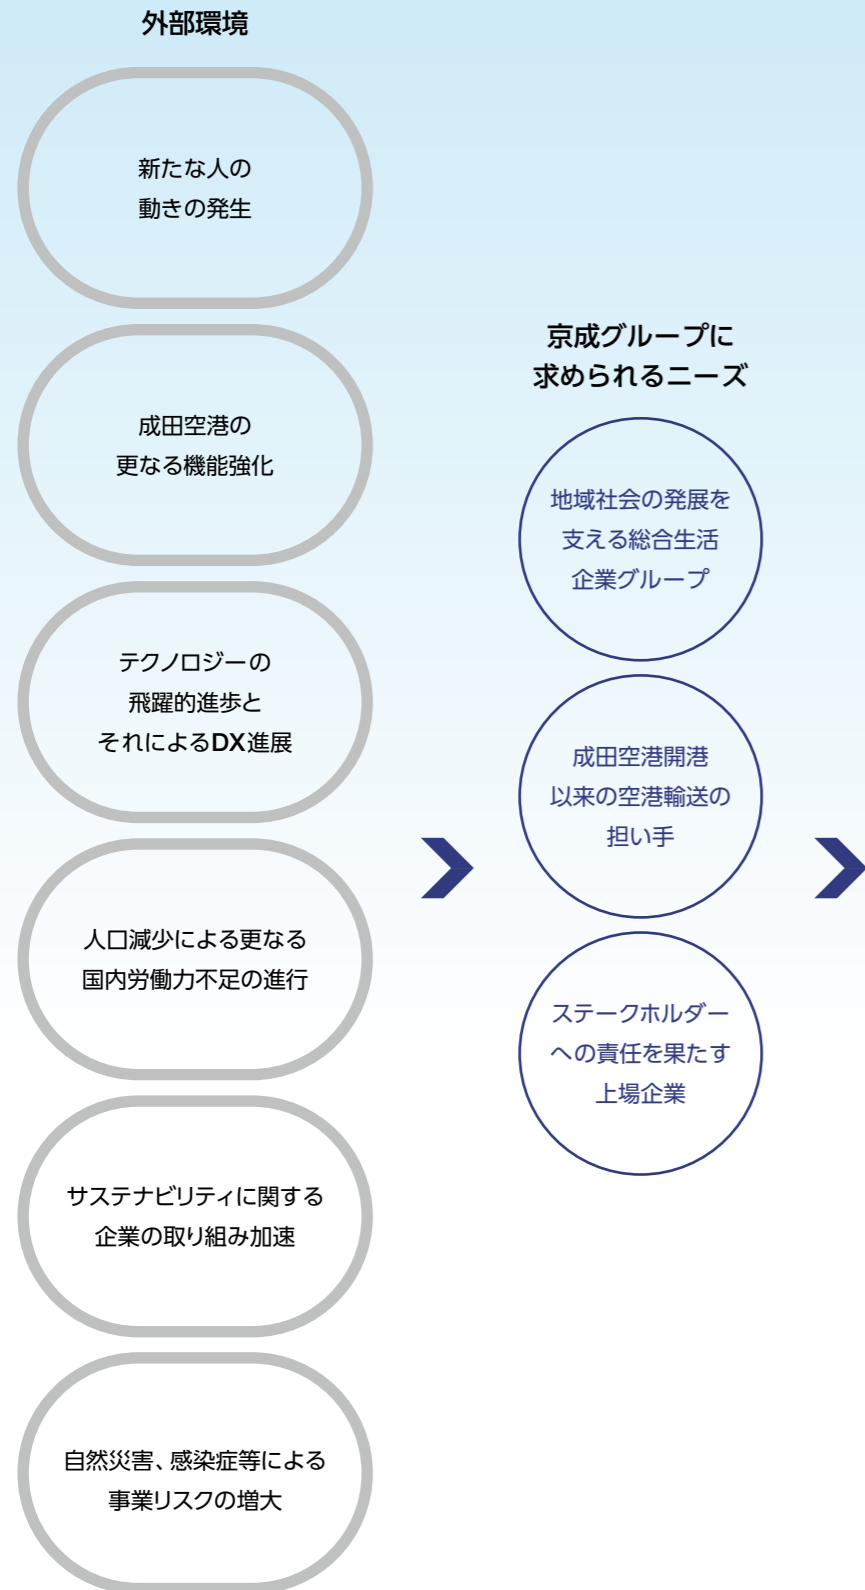 外部環境
新たな人の
動きの発生
成田空港の
更なる機能強化
テクノロジーの
飛躍的進歩と
それによるDX進展
人口減少による更なる
国内労働力不足の進行
サステナビリティに関する
企業の取り組み加速
自然災害、感染症等による
事業リスクの増大
京成グループに
求められるニーズ
地域社会の発展を
支える総合生活
企業グループ
成田空港開港
以来の空港輸送の
担い手
ステークホルダー
への責任を果たす
上場企業